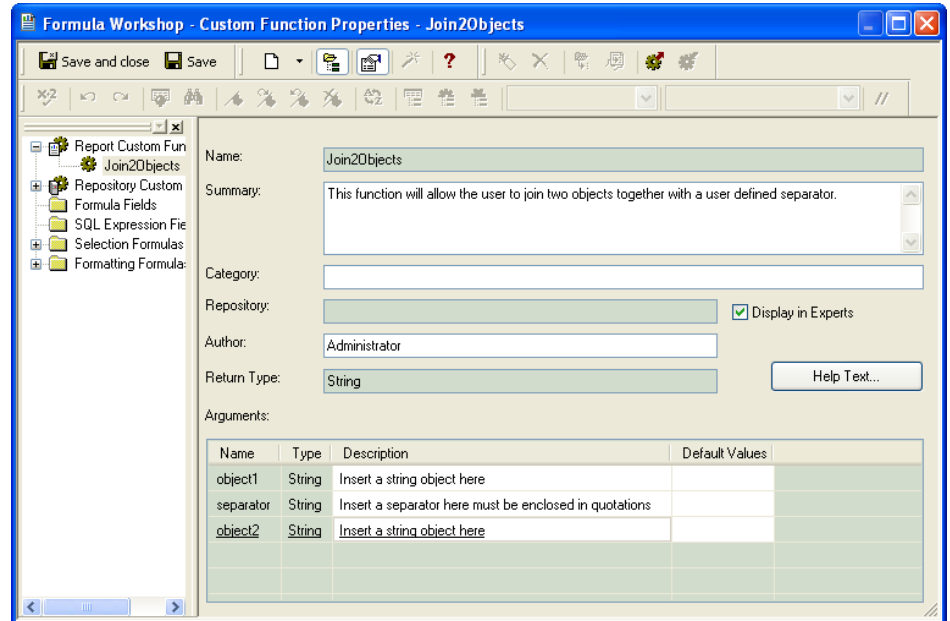 Formula Workshop - Custom Function Properties - Join2Objects
Save and close Save
X+2
//
Report Custom Fun
Join2Objects
Repository Custom
Formula Fields
SQL Expression Fie
Selection Formulas
Formatting Formula
Name: Join2Objects
Summary: This function will allow the user to join two objects together with a user defined separator.
Category:
Repository:
Display in Experts
Author: Administrator
Return Type: String
Help Text...
Arguments:
Name Type Description Default Values
object1 String Insert a string object here
separator String Insert a separator here must be enclosed in quotations
object2 String Insert a string object here